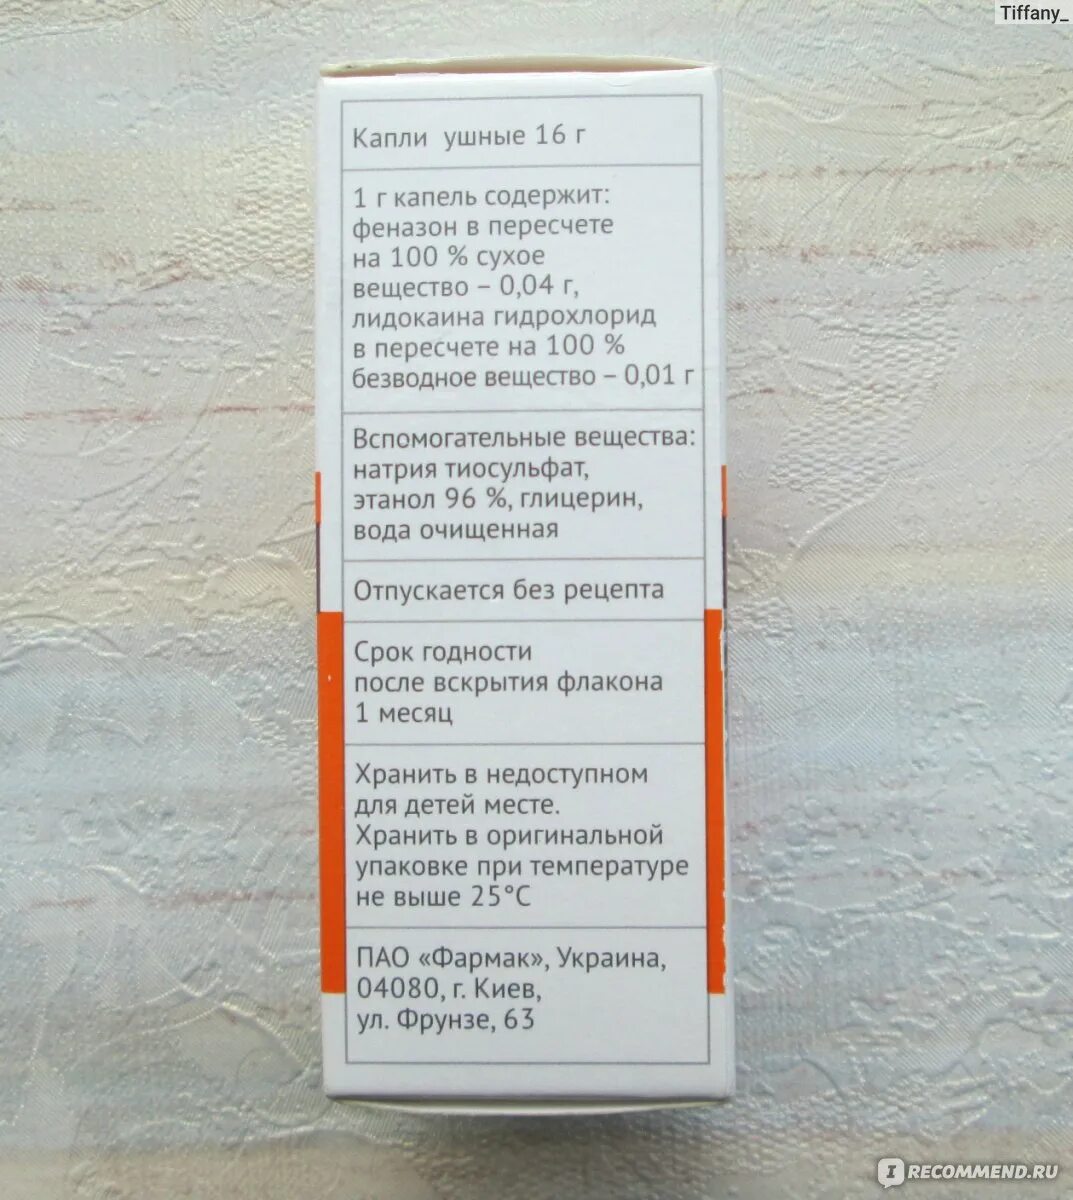 Tiffany_
Капли ушные 16 г
1 г капель содержит:
феназон в пересчете
на 100 % сухое
вещество – 0,04 г,
лидокаина гидрохлорид
в пересчете на 100 %
безводное вещество – 0,01 г
Вспомогательные вещества:
натрия тиосульфат,
этанол 96 %, глицерин,
вода очищенная
Отпускается без рецепта
Срок годности
после вскрытия флакона
1 месяц
Хранить в недоступном
для детей месте.
Хранить в оригинальной
упаковке при температуре
не выше 25°С
ПАО «Фармак», Украина,
04080, г. Киев,
ул. Фрунзе, 63
IRECOMMEND.RU